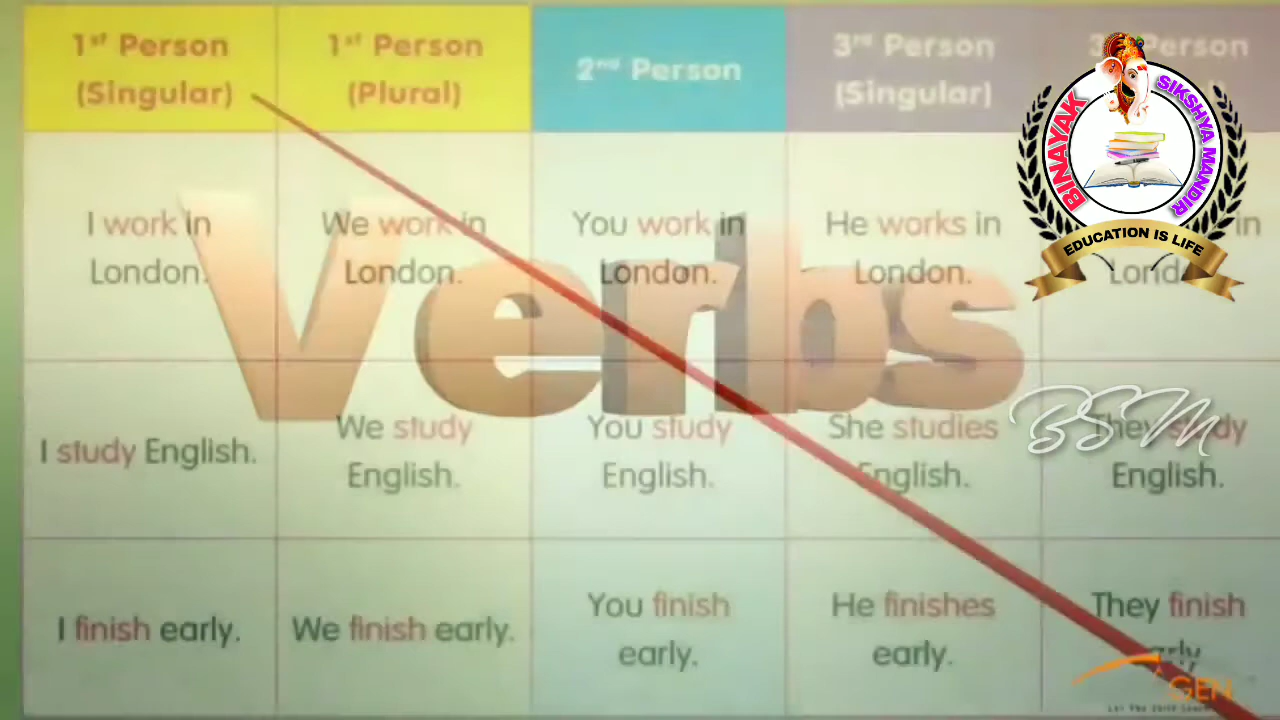 1st Person
(Singular)
1st Person
(Plural)
2nd Person
3rd Person
(Singular)
Person
I work in
London.
We work in
London.
You work in
London.
He works in
London.
in
Verbs
I study English.
We study
English.
You study
English.
She studies
English.
They study
English.
I finish early.
We finish early.
You finish
early.
He finishes
early.
They finish
BINAYAK SIKSHYA MANDIR
EDUCATION IS LIFE
BSM
GEN